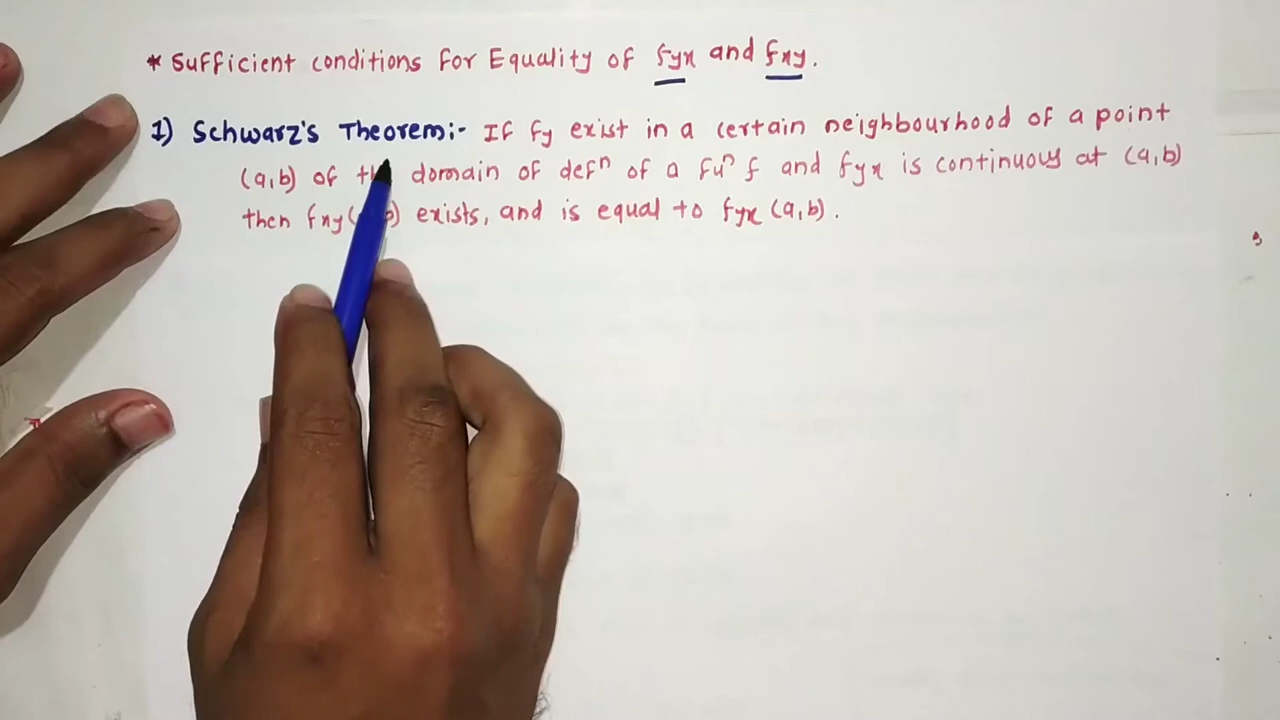 * Sufficient conditions for Equality of fyx and fxy.
1) Schwarz's Theorem:- If fy exist in a certain neighbourhood of a point
(a,b) of the domain of defⁿ of a fuⁿ f and fyx is continuous at (a,b)
then fxy( b) exists, and is equal to fyx (a,b).